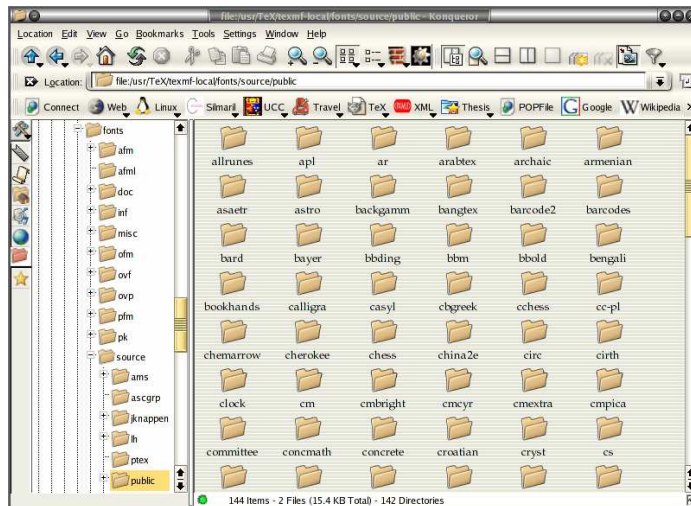 file:/usr/TeX/texmf-local/fonts/source/public - Konqueror
Location Edit View Go Bookmarks Tools Settings Window Help
Location: file:/usr/TeX/texmf-local/fonts/source/public
Connect Web Linux Silmaril UCC Travel TeX XML Thesis POPFile Google Wikipedia
fonts
afm
afml
doc
inf
misc
ofm
ovf
ovp
pfm
pk
source
ams
ascgrp
jknappen
lh
ptex
public
allrunes apl ar arabtex archaic armenian
asaetr astro backgamm bangtex barcode2 barcodes
bard bayer bbding bbm bbold bengali
bookhands calligra casyl cbgreek cchess cc-pl
chemarrow cherokee chess china2e circ cirth
clock cm cmbright cmcyr cmextra cmpica
committee concmath concrete croatian cryst cs
144 Items - 2 Files (15.4 KB Total) - 142 Directories